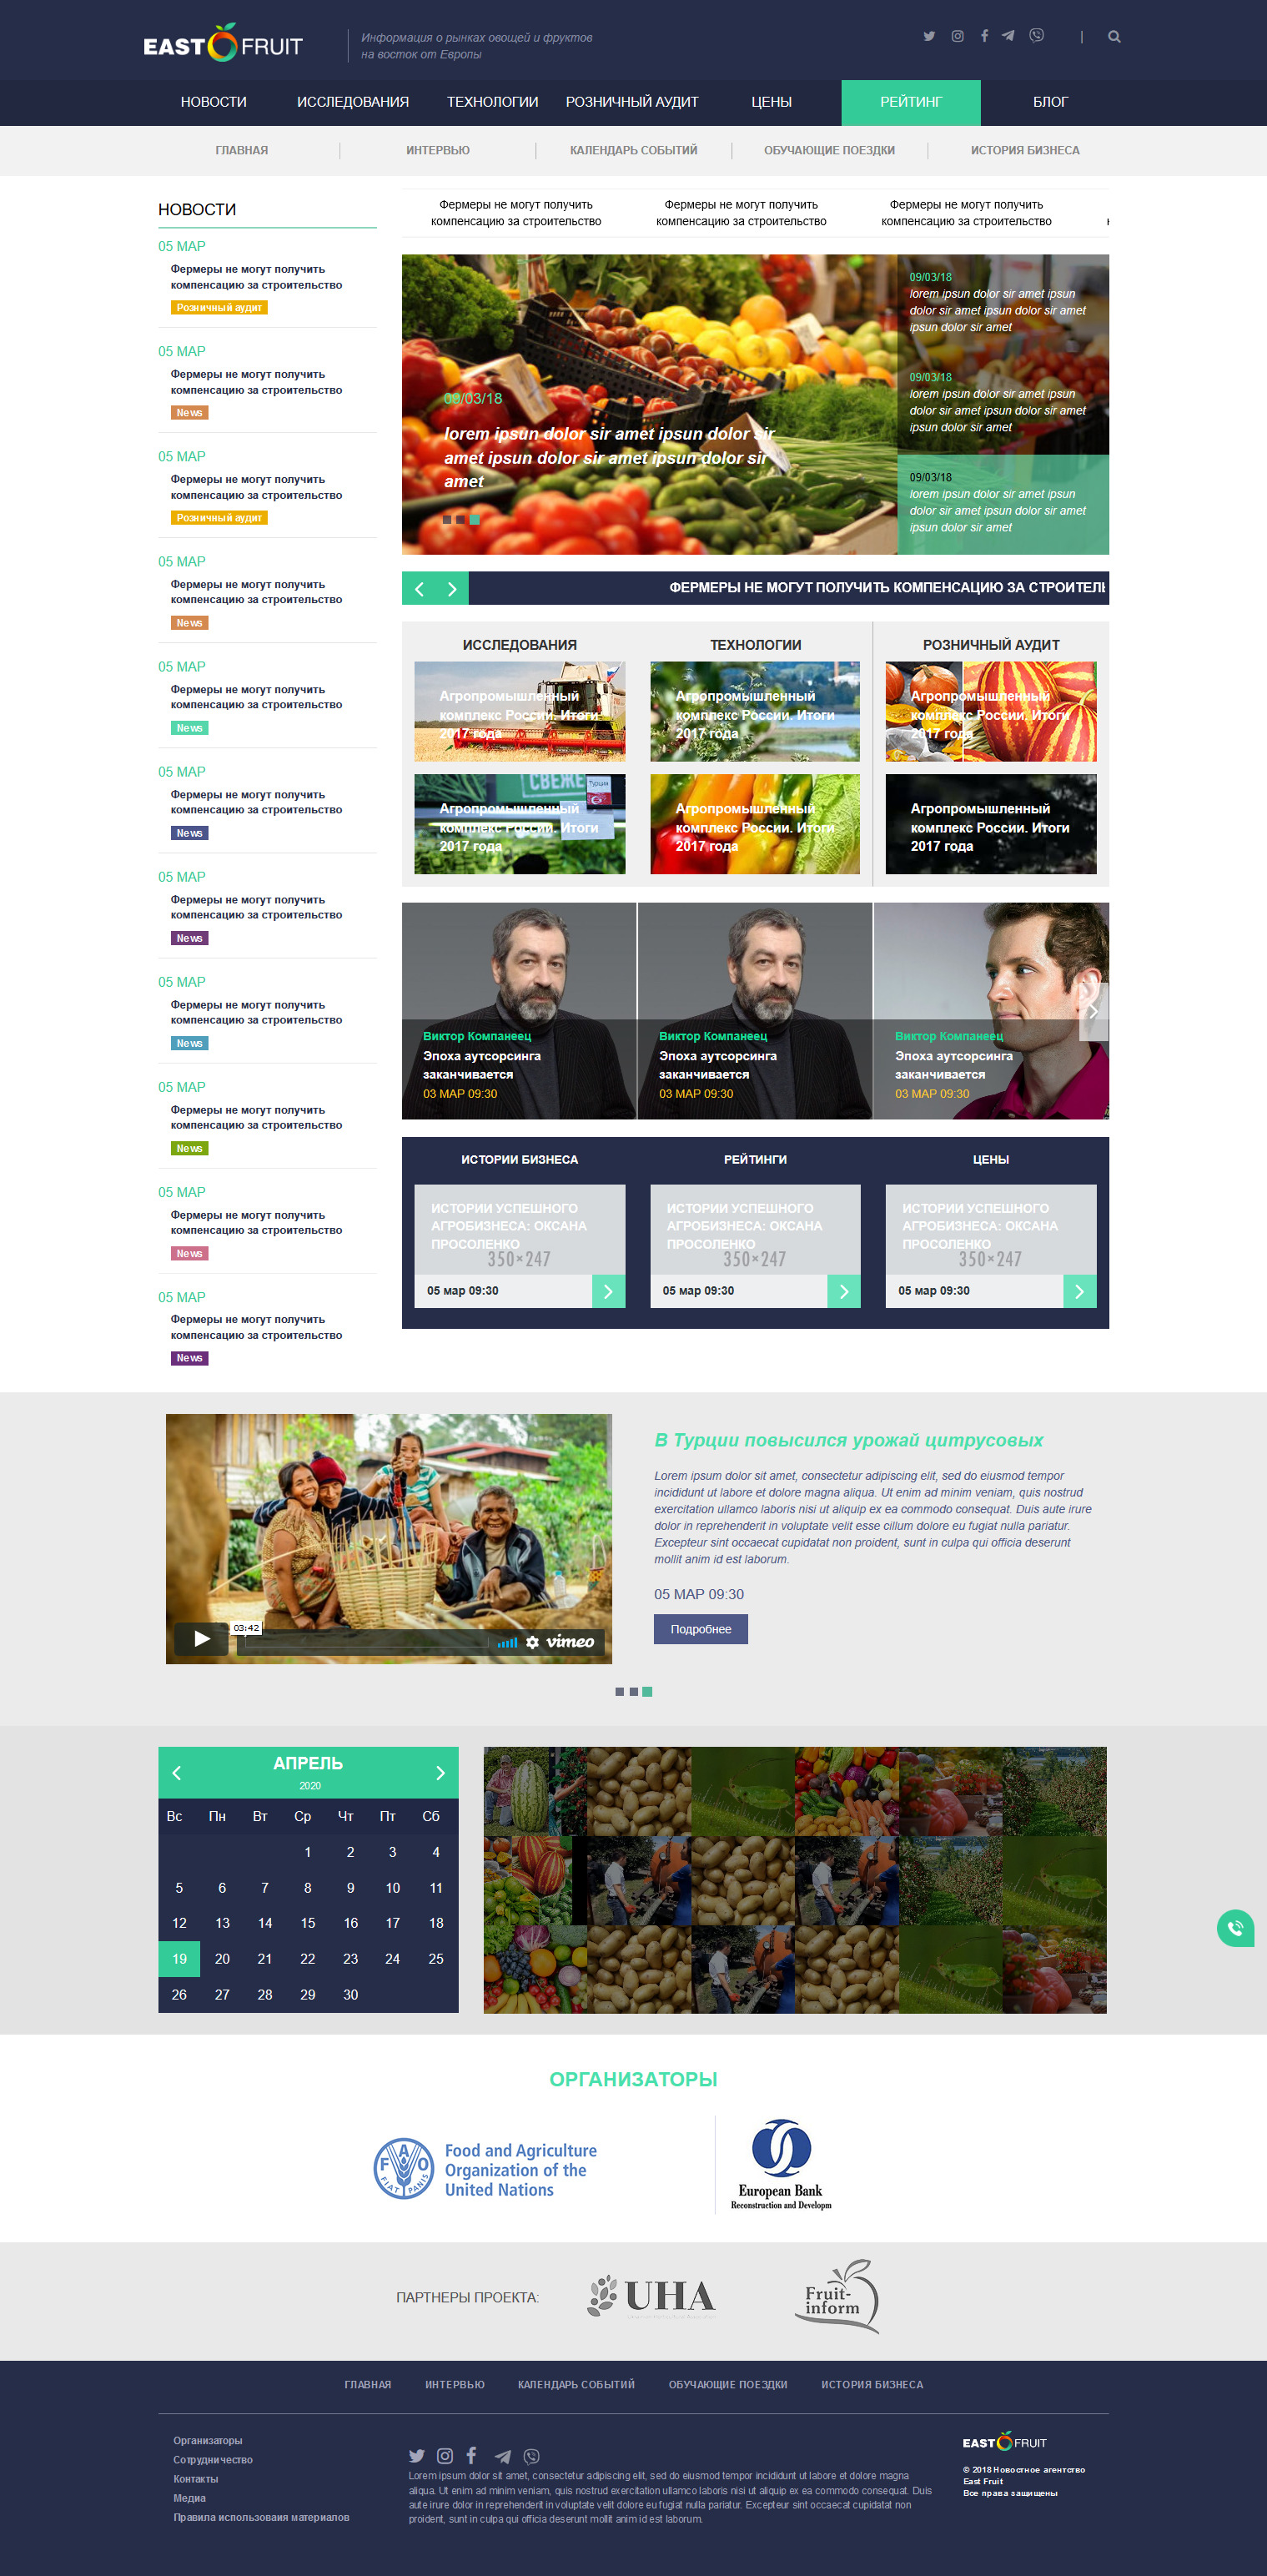 EAST FRUIT
Информация о рынках овощей и фруктов
на восток от Европы
НОВОСТИ ИССЛЕДОВАНИЯ ТЕХНОЛОГИИ РОЗНИЧНЫЙ АУДИТ ЦЕНЫ РЕЙТИНГ БЛОГ
ГЛАВНАЯ ИНТЕРВЬЮ КАЛЕНДАРЬ СОБЫТИЙ ОБУЧАЮЩИЕ ПОЕЗДКИ ИСТОРИЯ БИЗНЕСА
НОВОСТИ
05 МАР
Фермеры не могут получить
компенсацию за строительство
Розничный аудит
05 МАР
Фермеры не могут получить
компенсацию за строительство
News
05 МАР
Фермеры не могут получить
компенсацию за строительство
Розничный аудит
05 МАР
Фермеры не могут получить
компенсацию за строительство
News
05 МАР
Фермеры не могут получить
компенсацию за строительство
News
05 МАР
Фермеры не могут получить
компенсацию за строительство
News
05 МАР
Фермеры не могут получить
компенсацию за строительство
News
05 МАР
Фермеры не могут получить
компенсацию за строительство
News
05 МАР
Фермеры не могут получить
компенсацию за строительство
News
05 МАР
Фермеры не могут получить
компенсацию за строительство
News
05 МАР
Фермеры не могут получить
компенсацию за строительство
News
Фермеры не могут получить Фермеры не могут получить Фермеры не могут получить
компенсацию за строительство компенсацию за строительство компенсацию за строительство
09/03/18
lorem ipsun dolor sir amet ipsun dolor sir
amet ipsun dolor sir amet ipsun dolor sir
amet
09/03/18
lorem ipsun dolor sir amet ipsun
dolor sir amet ipsun dolor sir amet
ipsun dolor sir amet
09/03/18
lorem ipsun dolor sir amet ipsun
dolor sir amet ipsun dolor sir amet
ipsun dolor sir amet
09/03/18
lorem ipsun dolor sir amet ipsun
dolor sir amet ipsun dolor sir amet
ipsun dolor sir amet
ФЕРМЕРЫ НЕ МОГУТ ПОЛУЧИТЬ КОМПЕНСАЦИЮ ЗА СТРОИТЕЛЬ
ИССЛЕДОВАНИЯ ТЕХНОЛОГИИ РОЗНИЧНЫЙ АУДИТ
Агропромышленный Агропромышленный Агропромышленный
комплекс России. Итоги комплекс России. Итоги комплекс России. Итоги
2017 года 2017 года 2017 года
СВЕЖЕ
Турция
Агропромышленный Агропромышленный Агропромышленный
комплекс России. Итоги комплекс России. Итоги комплекс России. Итоги
2017 года 2017 года 2017 года
Виктор Компанеец Виктор Компанеец Виктор Компанеец
Эпоха аутсорсинга Эпоха аутсорсинга Эпоха аутсорсинга
заканчивается заканчивается заканчивается
03 МАР 09:30 03 МАР 09:30 03 МАР 09:30
ИСТОРИИ БИЗНЕСА РЕЙТИНГИ ЦЕНЫ
ИСТОРИИ УСПЕШНОГО ИСТОРИИ УСПЕШНОГО ИСТОРИИ УСПЕШНОГО
АГРОБИЗНЕСА: ОКСАНА АГРОБИЗНЕСА: ОКСАНА АГРОБИЗНЕСА: ОКСАНА
ПРОСОЛЕНКО ПРОСОЛЕНКО ПРОСОЛЕНКО
350×247 350×247 350×247
05 мар 09:30 05 мар 09:30 05 мар 09:30
03:42
vimeo
В Турции повысился урожай цитрусовых
Lorem ipsum dolor sit amet, consectetur adipiscing elit, sed do eiusmod tempor
incididunt ut labore et dolore magna aliqua. Ut enim ad minim veniam, quis nostrud
exercitation ullamco laboris nisi ut aliquip ex ea commodo consequat. Duis aute irure
dolor in reprehenderit in voluptate velit esse cillum dolore eu fugiat nulla pariatur.
Excepteur sint occaecat cupidatat non proident, sunt in culpa qui officia deserunt
mollit anim id est laborum.
05 МАР 09:30
Подробнее
АПРЕЛЬ
2020
Вс Пн Вт Ср Чт Пт Сб
1 2 3 4
5 6 7 8 9 10 11
12 13 14 15 16 17 18
19 20 21 22 23 24 25
26 27 28 29 30
ОРГАНИЗАТОРЫ
FAO
FIAT PANIS
Food and Agriculture
Organization of the
United Nations
European Bank
Reconstruction and Developm
ПАРТНЕРЫ ПРОЕКТА:
UHA
Fruit-
inform
ГЛАВНАЯ ИНТЕРВЬЮ КАЛЕНДАРЬ СОБЫТИЙ ОБУЧАЮЩИЕ ПОЕЗДКИ ИСТОРИЯ БИЗНЕСА
Организаторы
Сотрудничество
Контакты
Медиа
Правила использоваия материалов
Lorem ipsum dolor sit amet, consectetur adipiscing elit, sed do eiusmod tempor incididunt ut labore et dolore magna
aliqua. Ut enim ad minim veniam, quis nostrud exercitation ullamco laboris nisi ut aliquip ex ea commodo consequat. Duis
aute irure dolor in reprehenderit in voluptate velit dolore eu fugiat nulla pariatur. Excepteur sint occaecat cupidatat non
proident, sunt in culpa qui officia deserunt mollit anim id est laborum.
EAST FRUIT
© 2018 Новостное агентство
East Fruit
Все права защищены